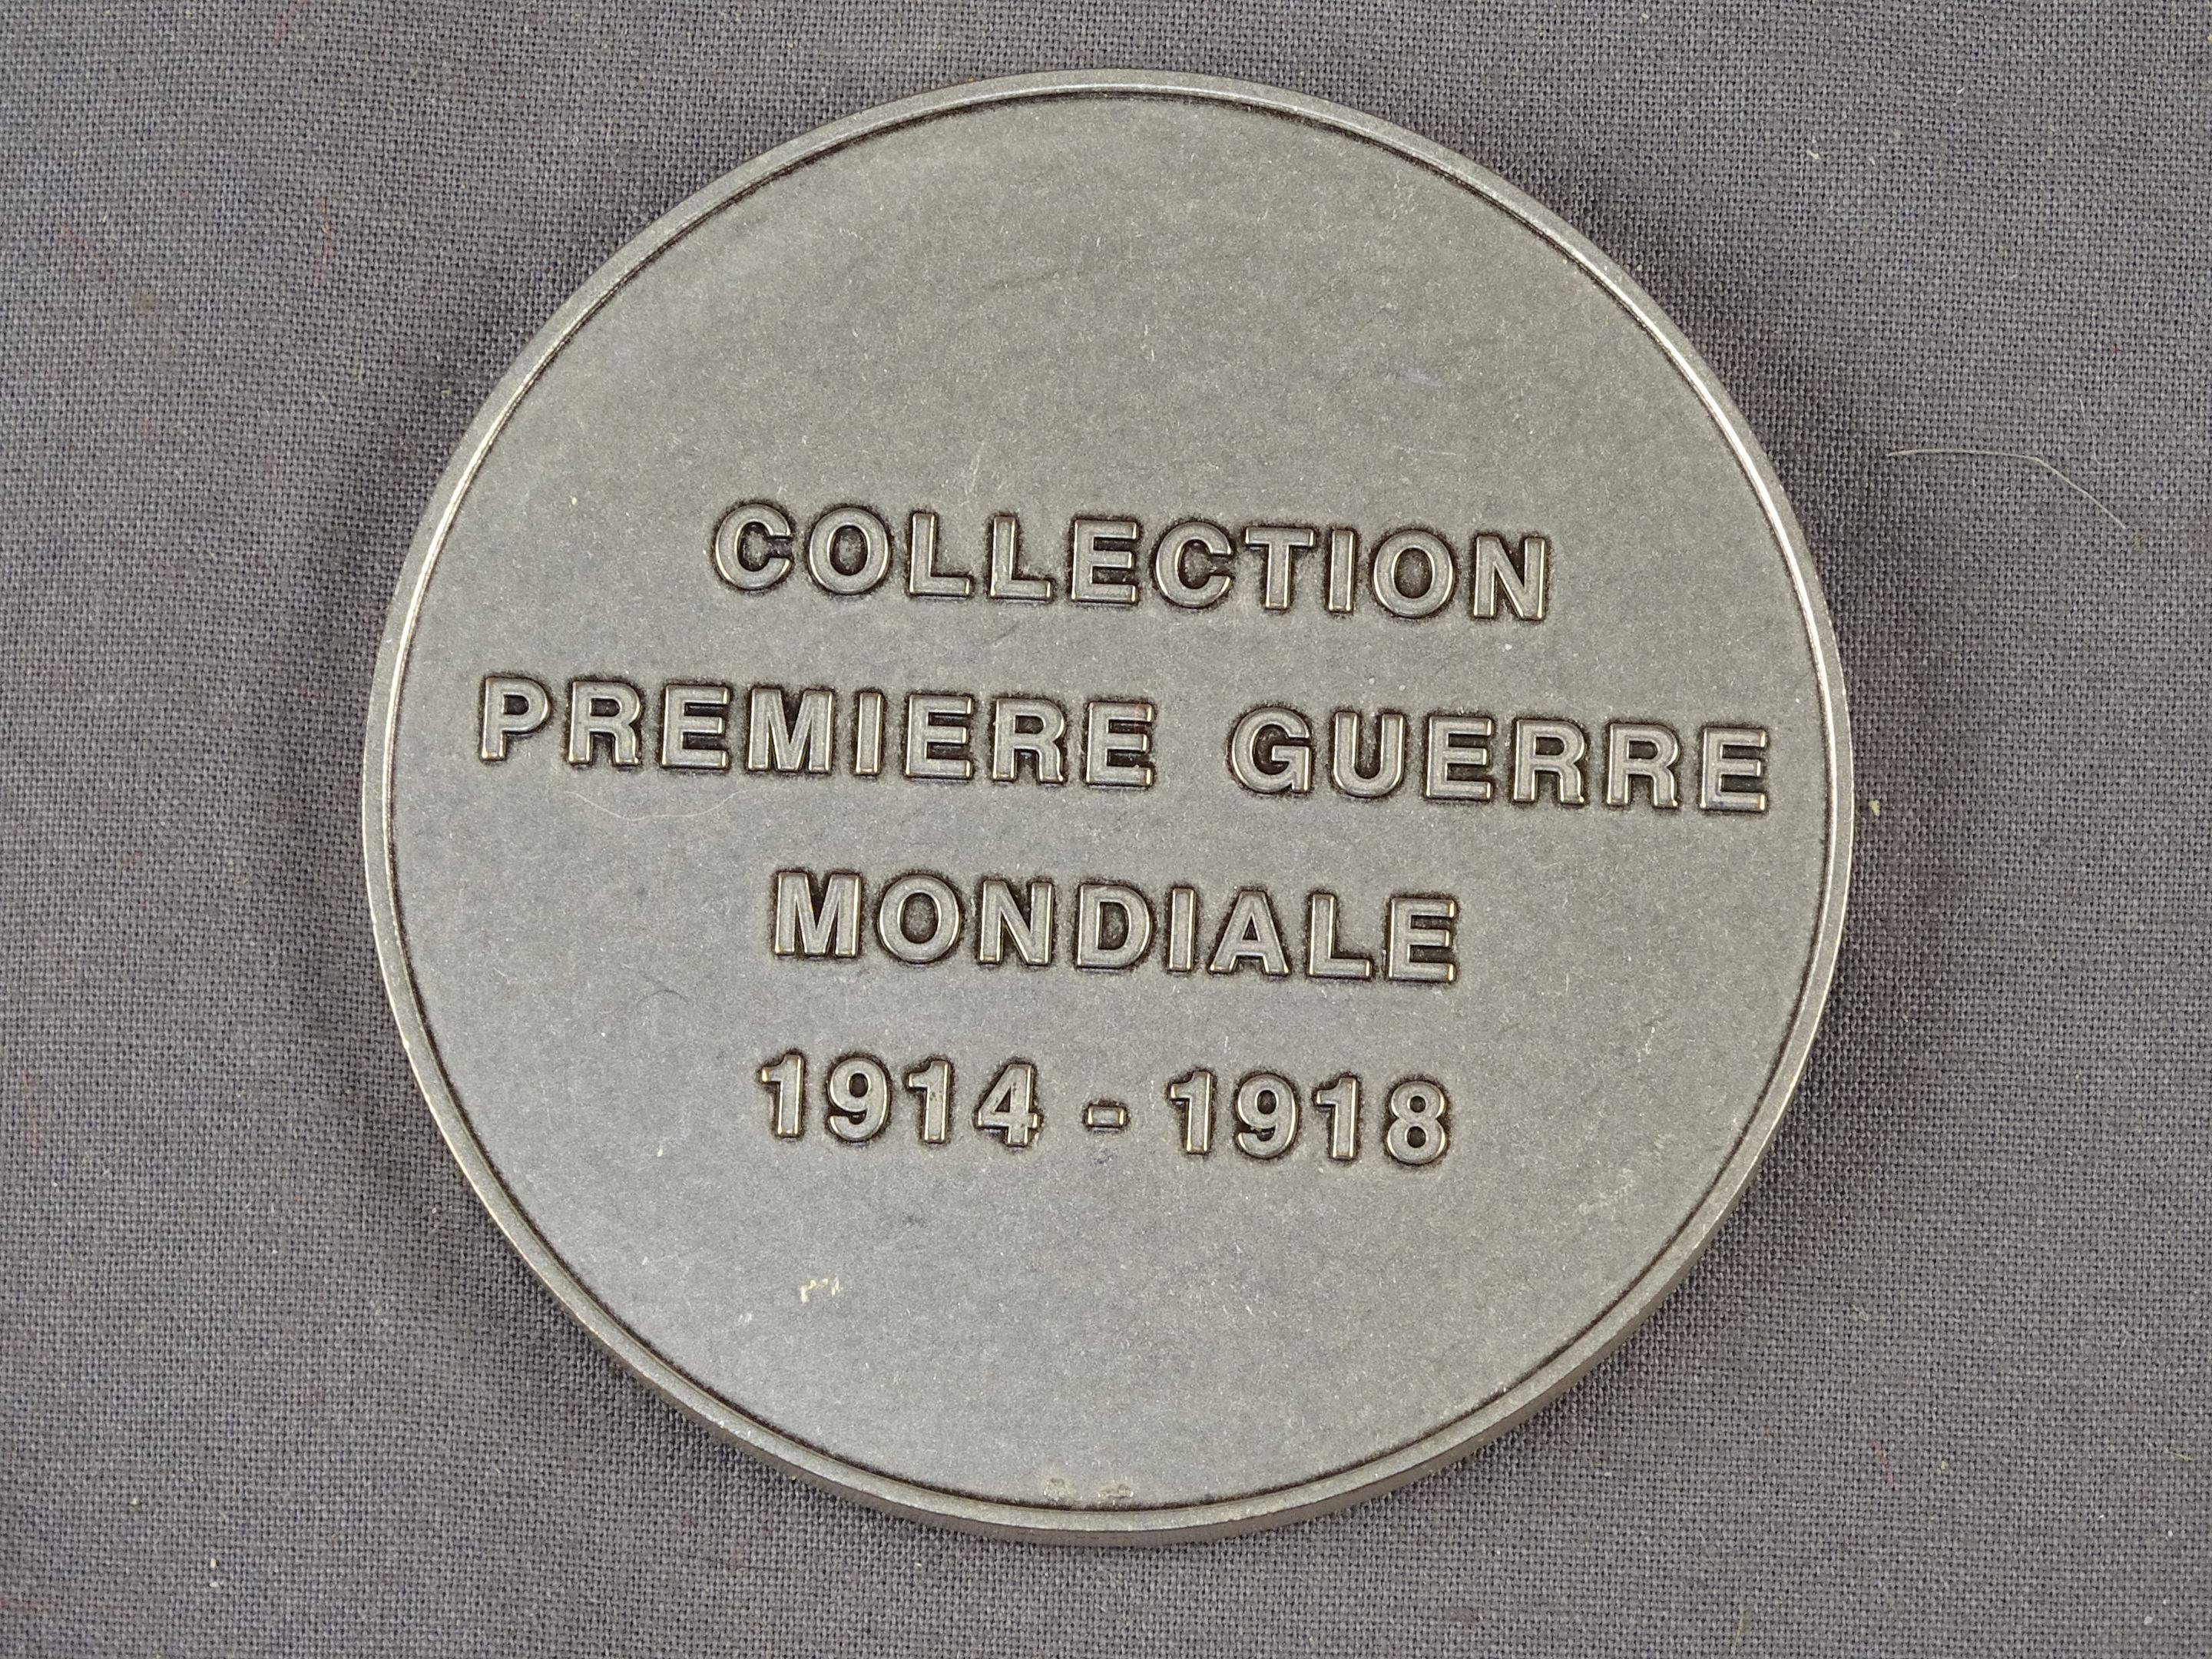 COLLECTION
PREMIERE GUERRE
MONDIALE
1914 - 1918